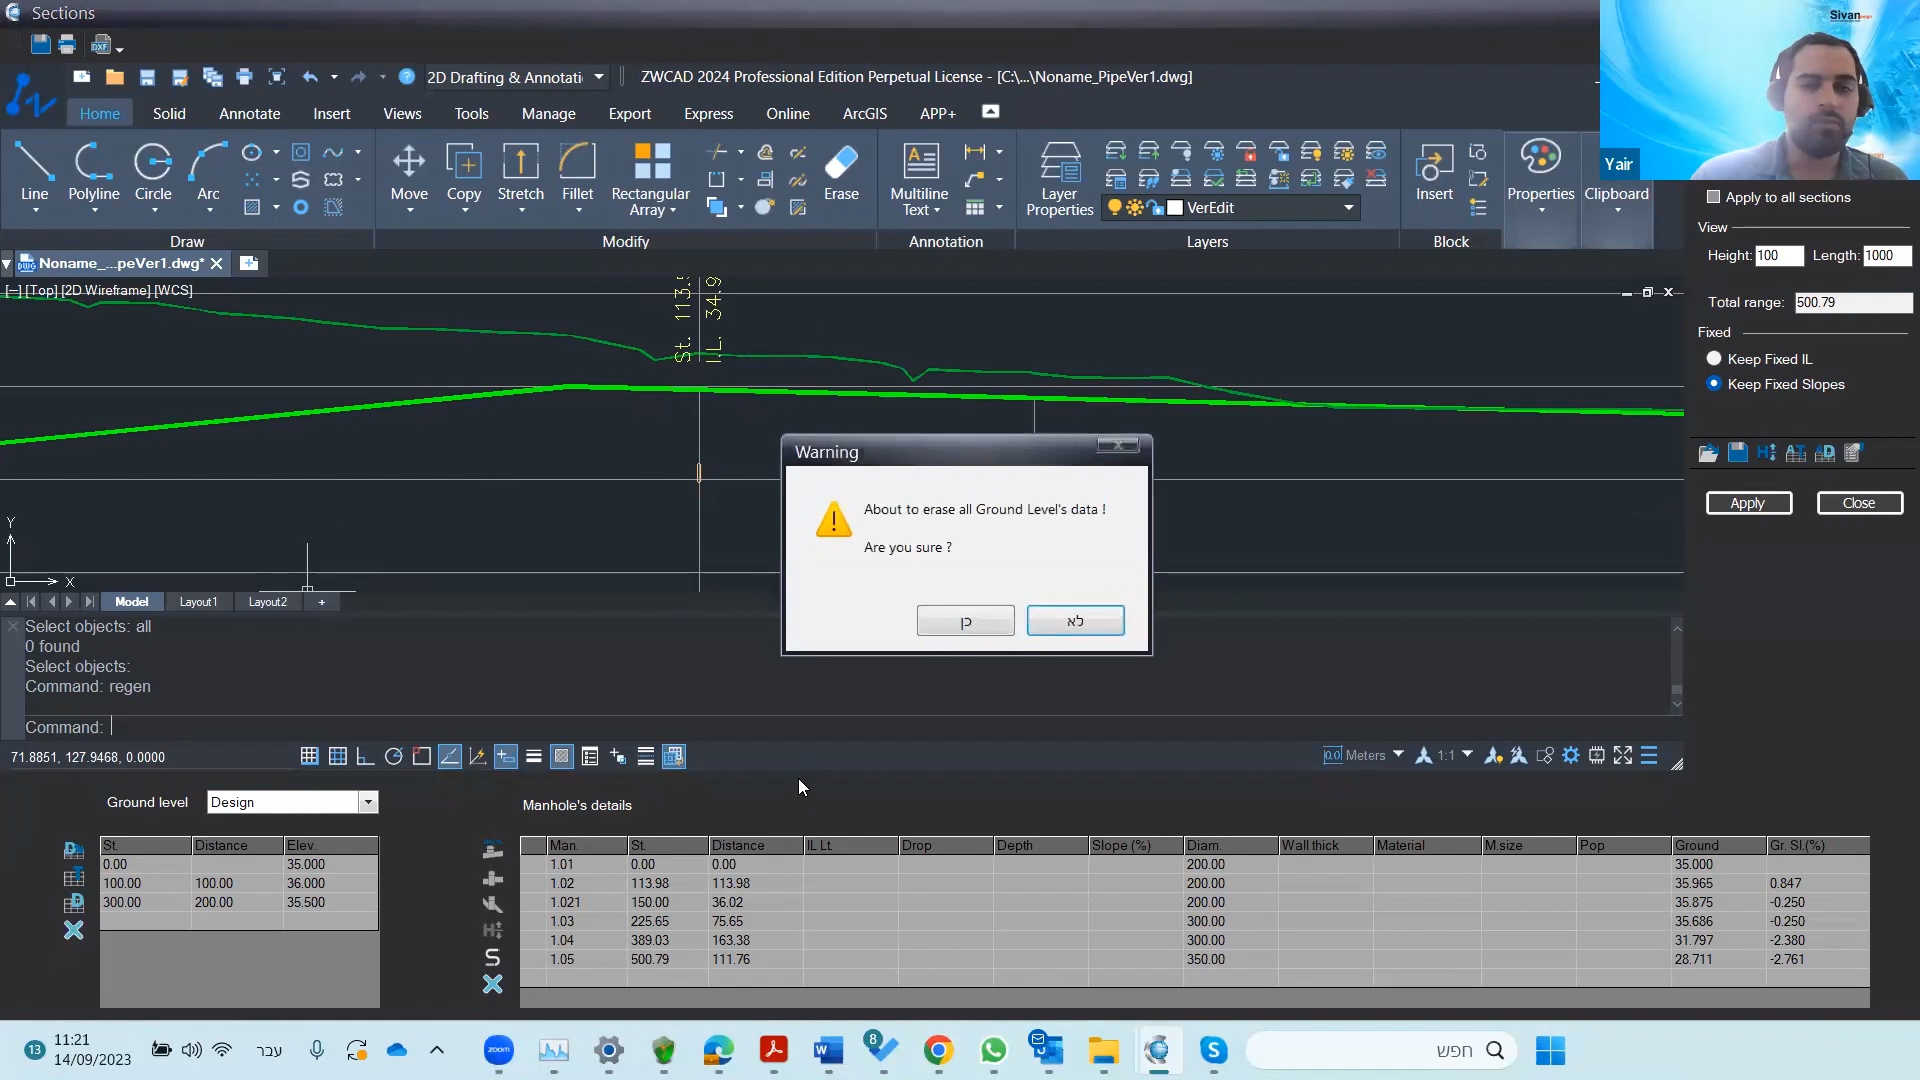 Sections
Sivan
Yair
DXF
2D Drafting & Annotati
ZWCAD 2024 Professional Edition Perpetual License - [C:\...\Noname_PipeVer1.dwg]
Home Solid Annotate Insert Views Tools Manage Export Express Online ArcGIS APP+
Line Polyline Circle Arc
Move Copy Stretch Fillet Rectangular Array Erase
Multiline Text
Layer Properties
VerEdit
Insert
Properties
Clipboard
Draw Modify Annotation Layers Block
Noname_...peVer1.dwg*
[−] [Top] [2D Wireframe] [WCS]
St. 113.
I.L. 34.9
Y
X
Apply to all sections
View
Height: 100 Length: 1000
Total range: 500.79
Fixed
Keep Fixed IL
Keep Fixed Slopes
Apply Close
Warning
About to erase all Ground Level's data !
Are you sure ?
כן לא
Model Layout1 Layout2 +
Select objects: all
0 found
Select objects:
Command: regen
Command:
71.8851, 127.9468, 0.0000
Meters 1:1
Ground level Design
St. Distance Elev.
0.00 35.000
100.00 100.00 36.000
300.00 200.00 35.500
Manhole's details
Man. St. Distance IL Lt. Drop Depth Slope (%) Diam. Wall thick Material M.size Pop Ground Gr. Sl.(%)
1.01 0.00 0.00 200.00 35.000
1.02 113.98 113.98 200.00 35.965 0.847
1.021 150.00 36.02 200.00 35.875 -0.250
1.03 225.65 75.65 300.00 35.686 -0.250
1.04 389.03 163.38 300.00 31.797 -2.380
1.05 500.79 111.76 350.00 28.711 -2.761
13
11:21
14/09/2023
עבר
zoom
8
חפש